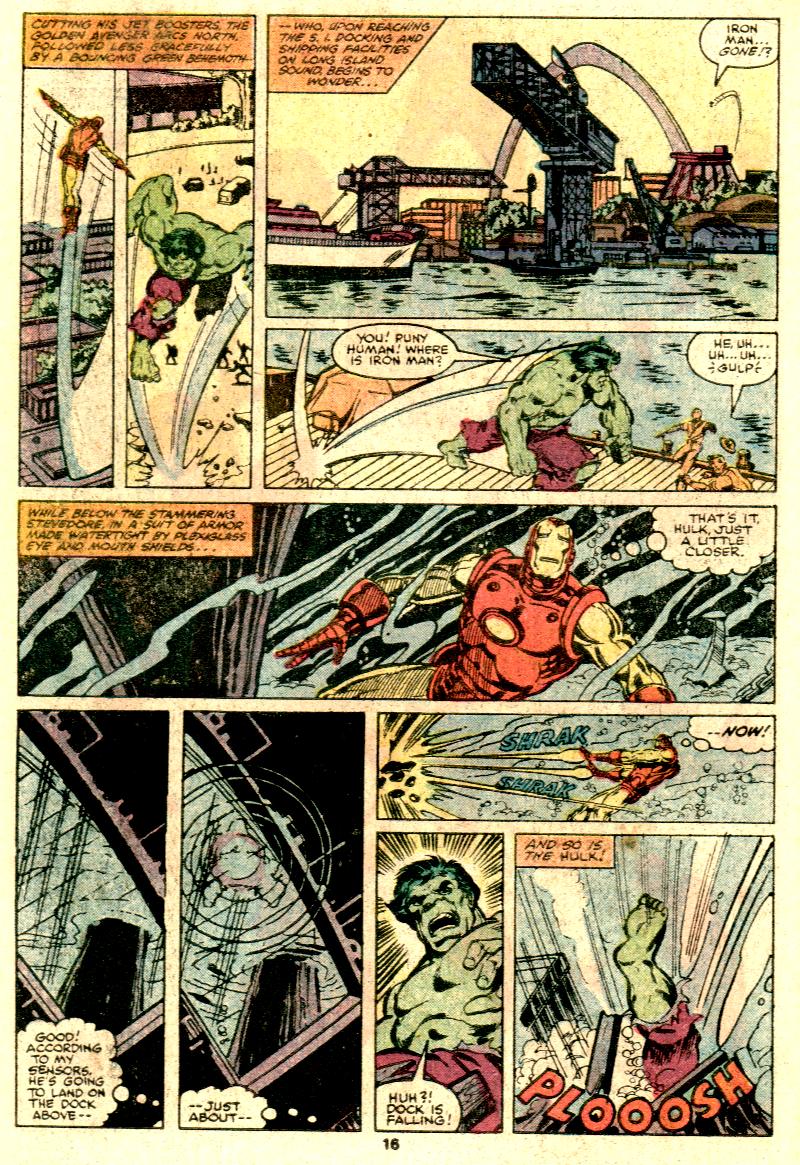 CUTTING HIS JET BOOSTERS, THE
GOLDEN AVENGER ARCS NORTH,
FOLLOWED LESS GRACEFULLY
BY A BOUNCING GREEN BEHEMOTH--
--WHO, UPON REACHING
THE S.I. DOCKING AND
SHIPPING FACILITIES
ON LONG ISLAND
SOUND, BEGINS TO
WONDER...
IRON
MAN...
GONE!?
YOU! PUNY
HUMAN! WHERE
IS IRON MAN?
HE, UH...
UH...UH...
-GULP-
WHILE BELOW THE STAMMERING
STEVEDORE, IN A SUIT OF ARMOR
MADE WATERTIGHT BY PLEXIGLASS
EYE AND MOUTH SHIELDS...
THAT'S IT,
HULK, JUST
A LITTLE
CLOSER.
GOOD!
ACCORDING
TO MY
SENSORS,
HE'S GOING
TO LAND ON
THE DOCK
ABOVE--
--JUST
ABOUT--
--NOW!
SHRAK
SHRAK
HUH?!
DOCK IS
FALLING!
AND SO IS,
THE HULK!
PLOOOSH
16